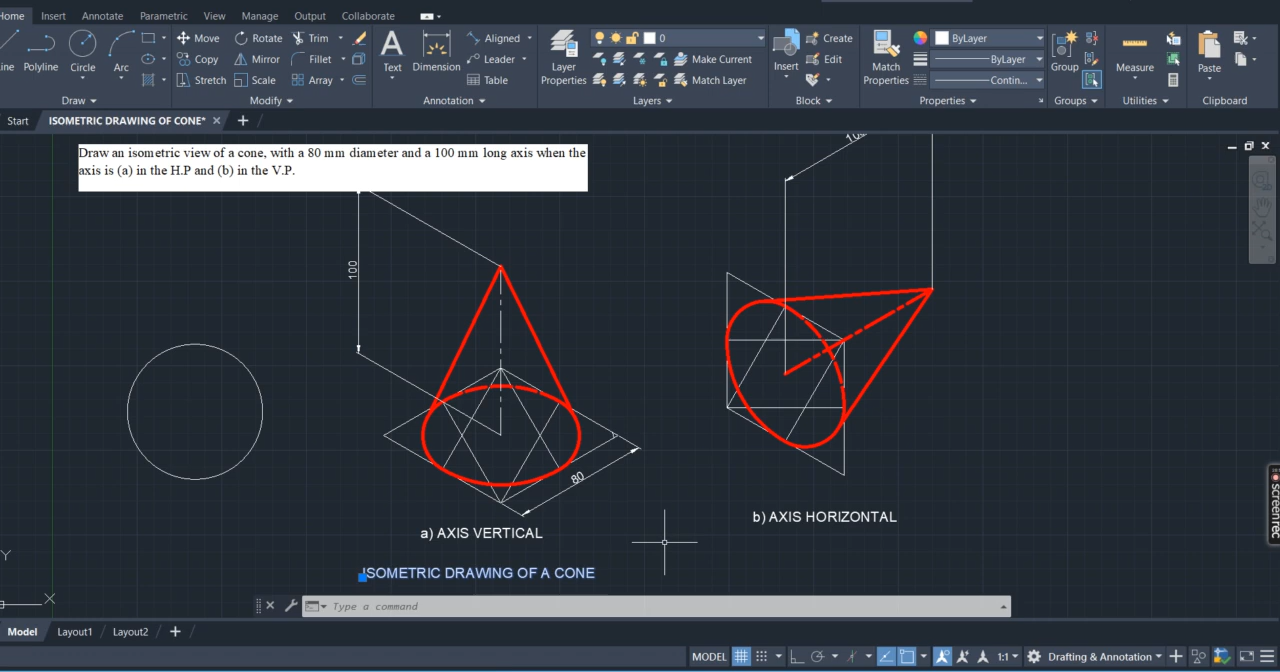 Home Insert Annotate Parametric View Manage Output Collaborate
Line Polyline Circle Arc
Move Rotate Trim
Copy Mirror Fillet
Stretch Scale Array
Text Dimension
Aligned
Leader
Table
Layer Properties
0
Make Current
Match Layer
Insert
Create
Edit
Match Properties
ByLayer
ByLayer
Contin...
Group
Measure
Paste
Draw Modify Annotation Layers Block Properties Groups Utilities Clipboard
Start ISOMETRIC DRAWING OF CONE*
Draw an isometric view of a cone, with a 80 mm diameter and a 100 mm long axis when the
axis is (a) in the H.P and (b) in the V.P.
100
80
a) AXIS VERTICAL
b) AXIS HORIZONTAL
ISOMETRIC DRAWING OF A CONE
Y
X
Type a command
Model Layout1 Layout2
MODEL 1:1 Drafting & Annotation
screenrec